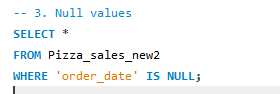 -- 3. Null values
SELECT *
FROM Pizza_sales_new2
WHERE 'order_date' IS NULL;